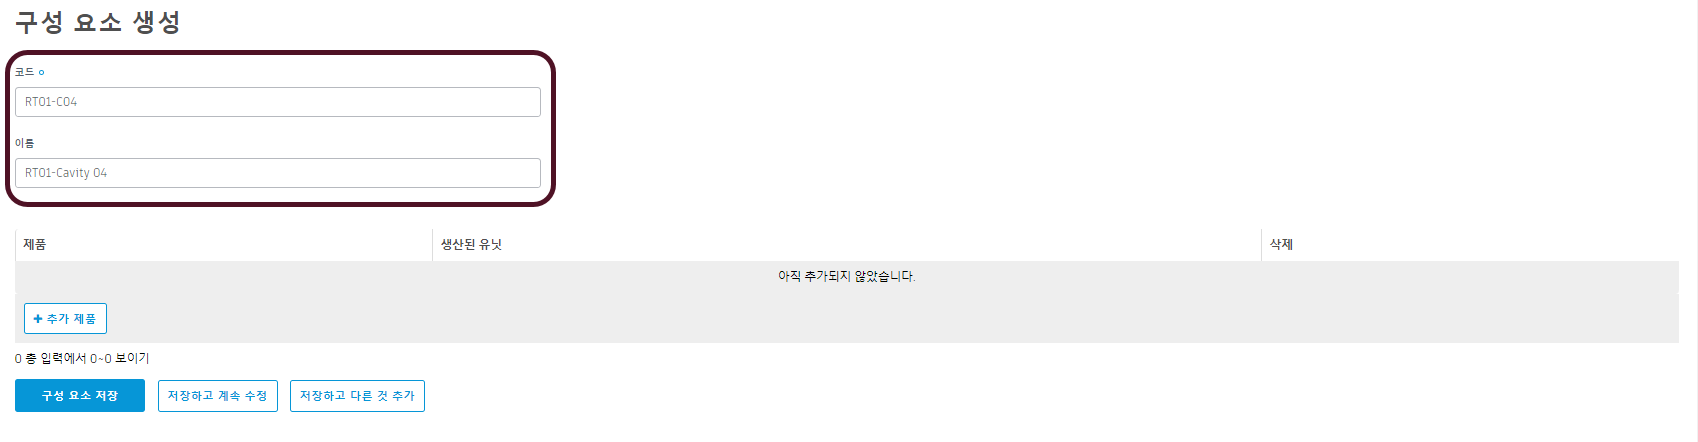 구성 요소 생성
코드
RT01-C04
이름
RT01-Cavity 04
제품 생산된 유닛 삭제
아직 추가되지 않았습니다.
+ 추가 제품
0 총 입력에서 0~0 보이기
구성 요소 저장 저장하고 계속 수정 저장하고 다른 것 추가